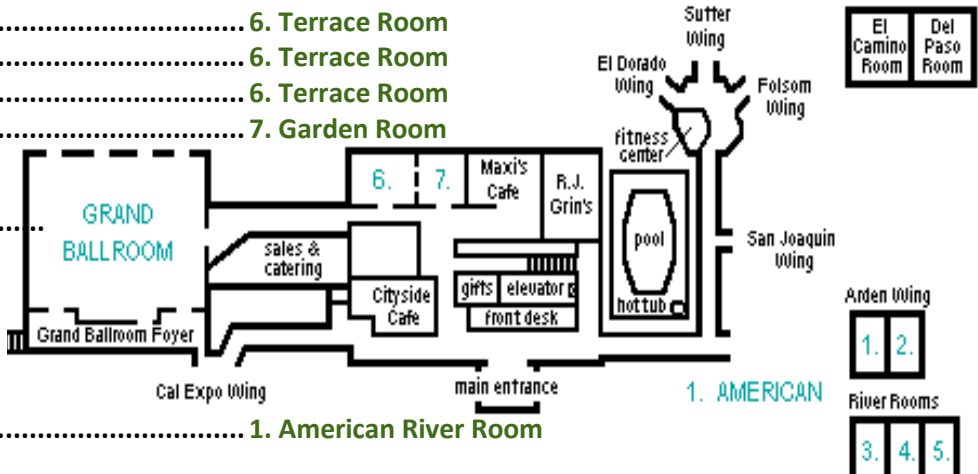 ................................ 6. Terrace Room
................................ 6. Terrace Room
................................ 6. Terrace Room
................................ 7. Garden Room
Sutter
Wing
El
Camino
Room
Del
Paso
Room
El Dorado
Wing
Folsom
Wing
fitness
center
6.
7.
Maxi's
Cafe
R.J.
Grin's
GRAND
BALLROOM
......
sales &
catering
pool
San Joaquin
Wing
Cityside
Cafe
gifts
elevator
hot tub
front desk
Grand Ballroom Foyer
Arden Wing
1.
2.
Cal Expo Wing
main entrance
1. AMERICAN
River Rooms
................................ 1. American River Room
3.
4.
5.